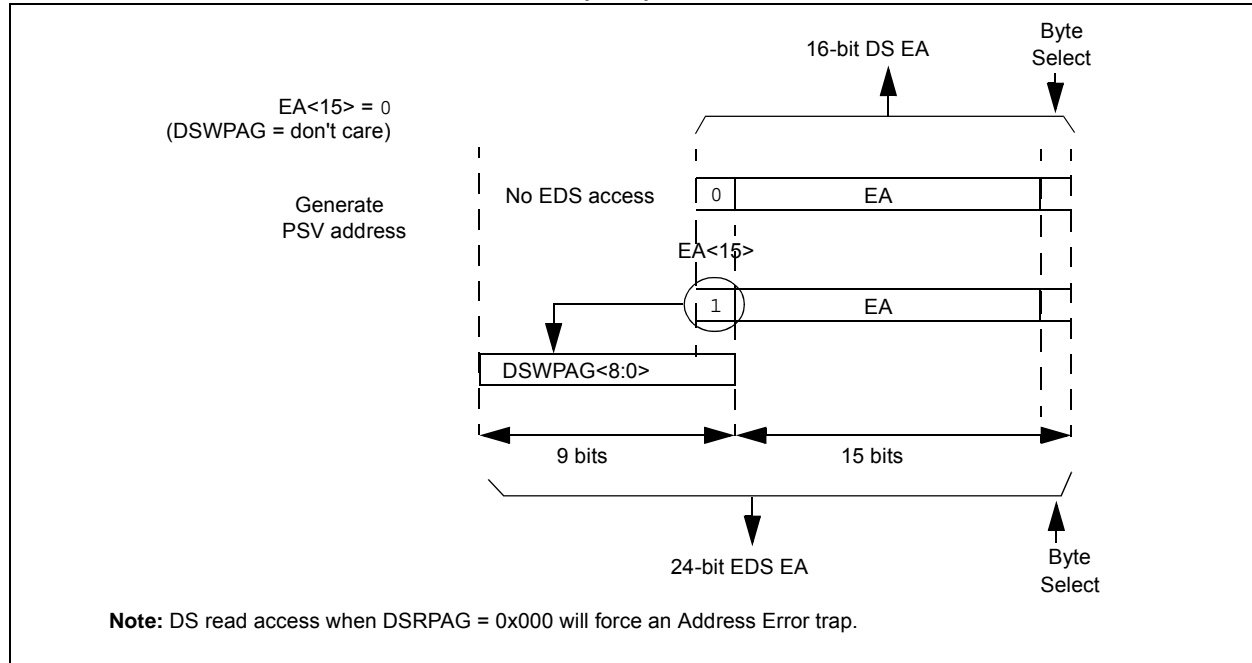 16-bit DS EA
Byte
Select
EA<15> = 0
(DSWPAG = don't care)
Generate
PSV address
No EDS access
0
EA
EA<15>
1
EA
DSWPAG<8:0>
9 bits
15 bits
24-bit EDS EA
Byte
Select
Note: DS read access when DSRPAG = 0x000 will force an Address Error trap.